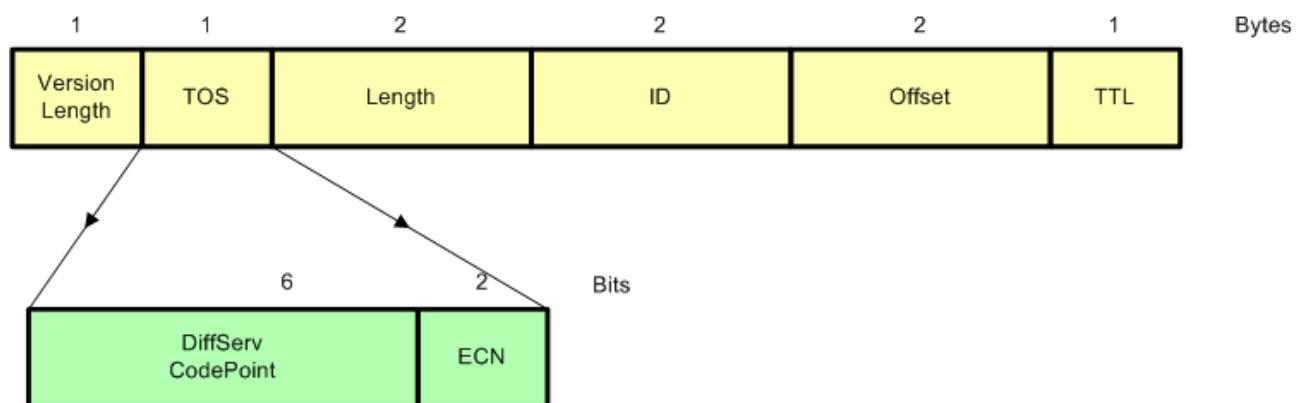 1 1 2 2 2 1 Bytes
Version
Length
TOS Length ID Offset TTL
6 2 Bits
DiffServ
CodePoint
ECN